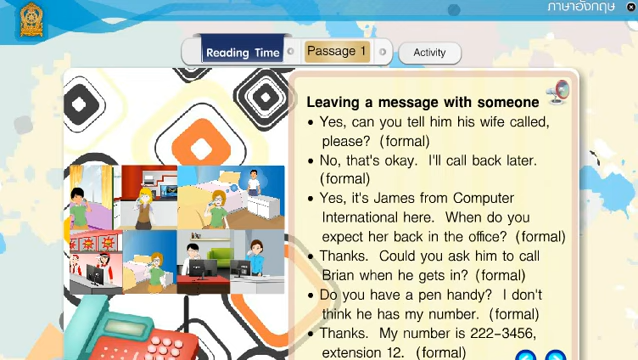 ภาษาอังกฤษ
Reading Time
Passage 1
Activity
Leaving a message with someone
• Yes, can you tell him his wife called,
please? (formal)
• No, that's okay. I'll call back later.
(formal)
• Yes, it's James from Computer
International here. When do you
expect her back in the office? (formal)
• Thanks. Could you ask him to call
Brian when he gets in? (formal)
• Do you have a pen handy? I don't
think he has my number. (formal)
• Thanks. My number is 222-3456,
extension 12. (formal)